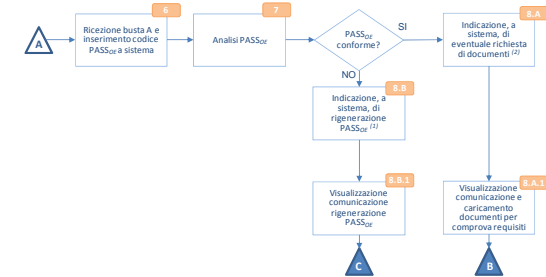 6
7
8.A
A
Ricezione busta A e
inserimento codice
PASSOE a sistema
Analisi PASSOE
PASSOE
conforme?
SI
Indicazione, a
sistema, di
eventuale richiesta
di documenti (2)
NO
8.B
Indicazione, a
sistema, di
rigenerazione
PASSOE (1)
8.B.1
8.A.1
Visualizzazione
comunicazione
rigenerazione
PASSOE
Visualizzazione
comunicazione e
caricamento
documenti per
comprova requisiti
C
B